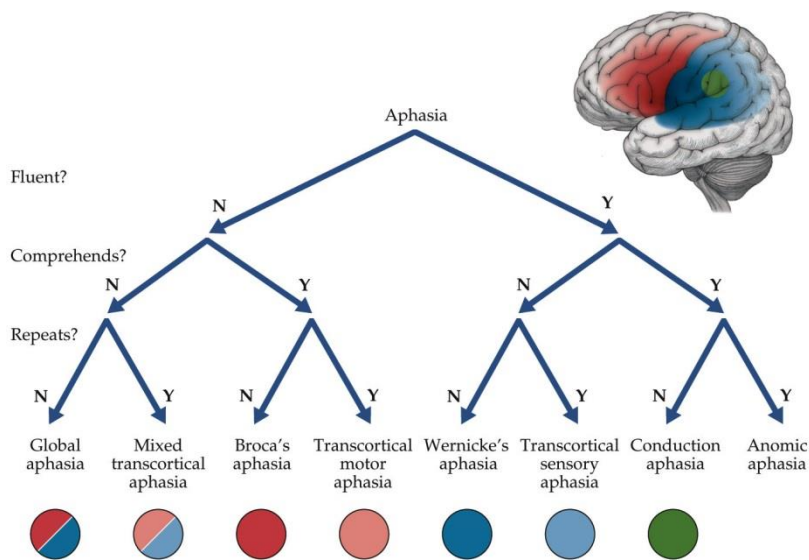 Aphasia
Fluent?
N
Y
Comprehends?
N
Y
N
Y
Repeats?
N
Y
N
Y
N
Y
N
Y
Global
aphasia
Mixed
transcortical
aphasia
Broca's
aphasia
Transcortical
motor
aphasia
Wernicke's
aphasia
Transcortical
sensory
aphasia
Conduction
aphasia
Anomic
aphasia